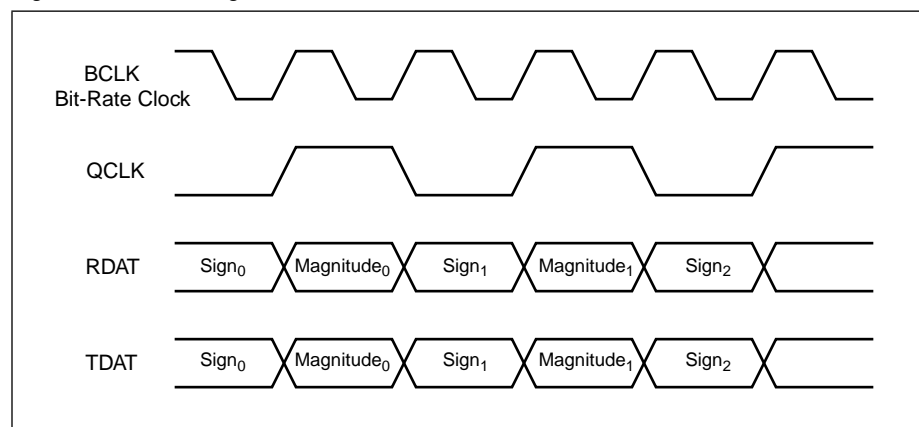 BCLK
Bit-Rate Clock
QCLK
RDAT Sign0 Magnitude0 Sign1 Magnitude1 Sign2
TDAT Sign0 Magnitude0 Sign1 Magnitude1 Sign2